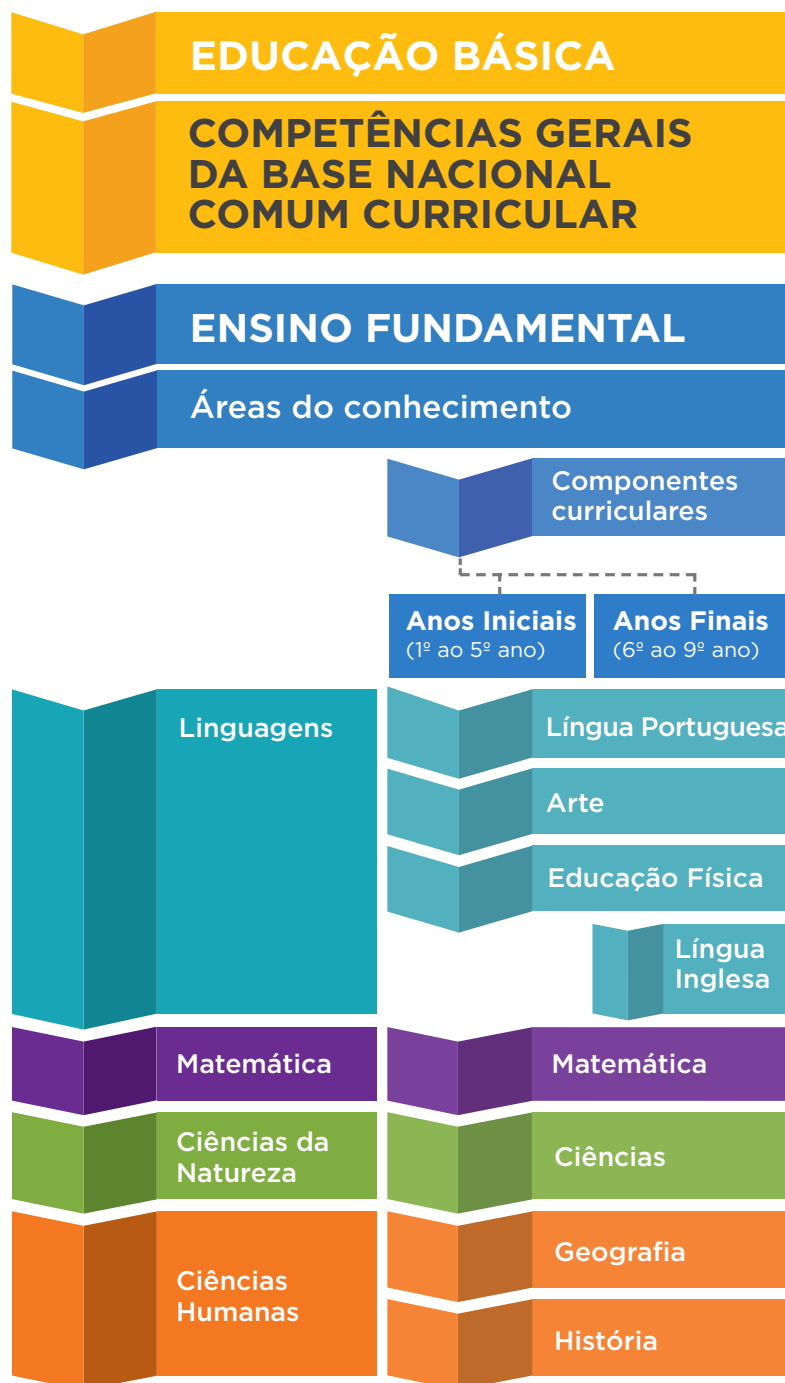 EDUCAÇÃO BÁSICA
COMPETÊNCIAS GERAIS
DA BASE NACIONAL
COMUM CURRICULAR
ENSINO FUNDAMENTAL
Áreas do conhecimento
Componentes
curriculares
Anos Iniciais
(1º ao 5º ano)
Anos Finais
(6º ao 9º ano)
Linguagens
Língua Portuguesa
Arte
Educação Física
Língua
Inglesa
Matemática
Matemática
Ciências da
Natureza
Ciências
Ciências
Humanas
Geografia
História